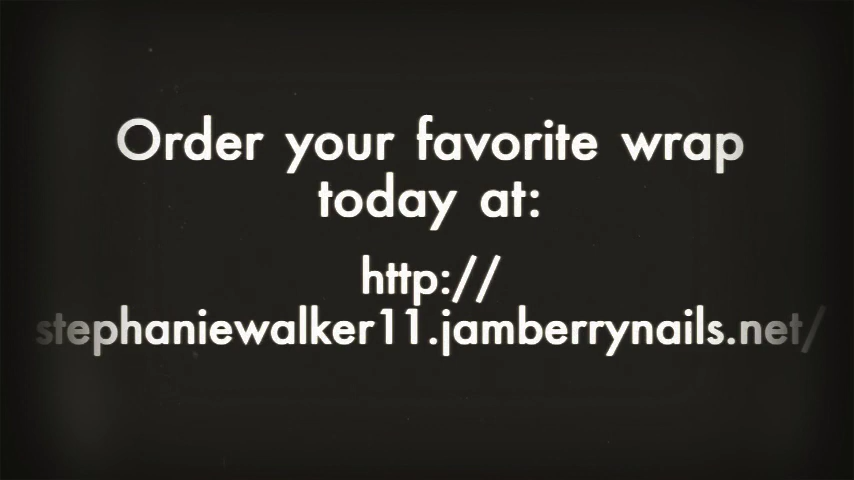 Order your favorite wrap
today at:
http://
stephaniewalker11.jamberrynails.net/